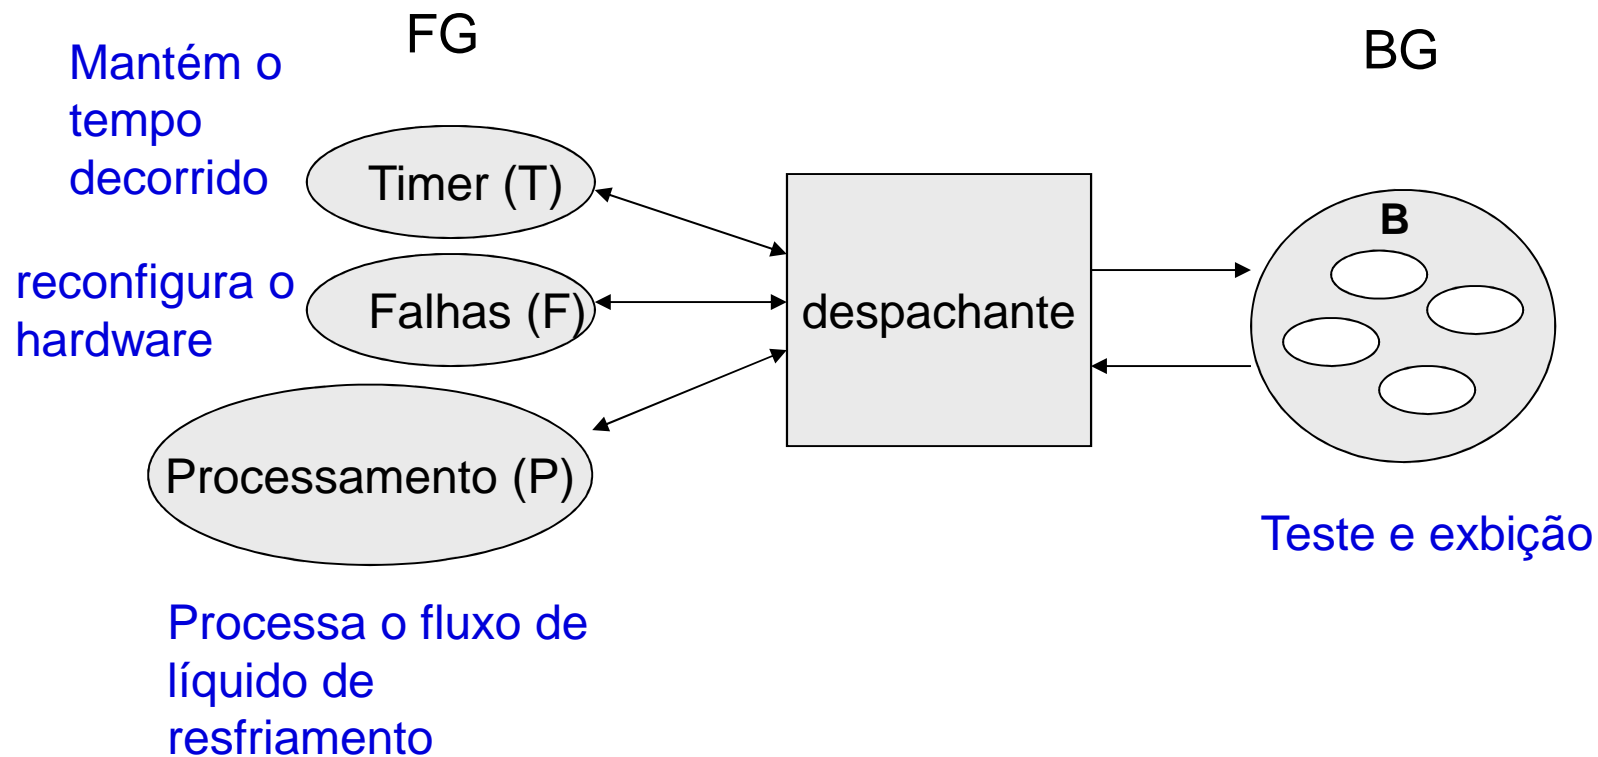 FG
BG
Mantém o
tempo
decorrido
Timer (T)
reconfigura o
hardware
Falhas (F)
Processamento (P)
Processa o fluxo de
líquido de
resfriamento
despachante
B
Teste e exbição